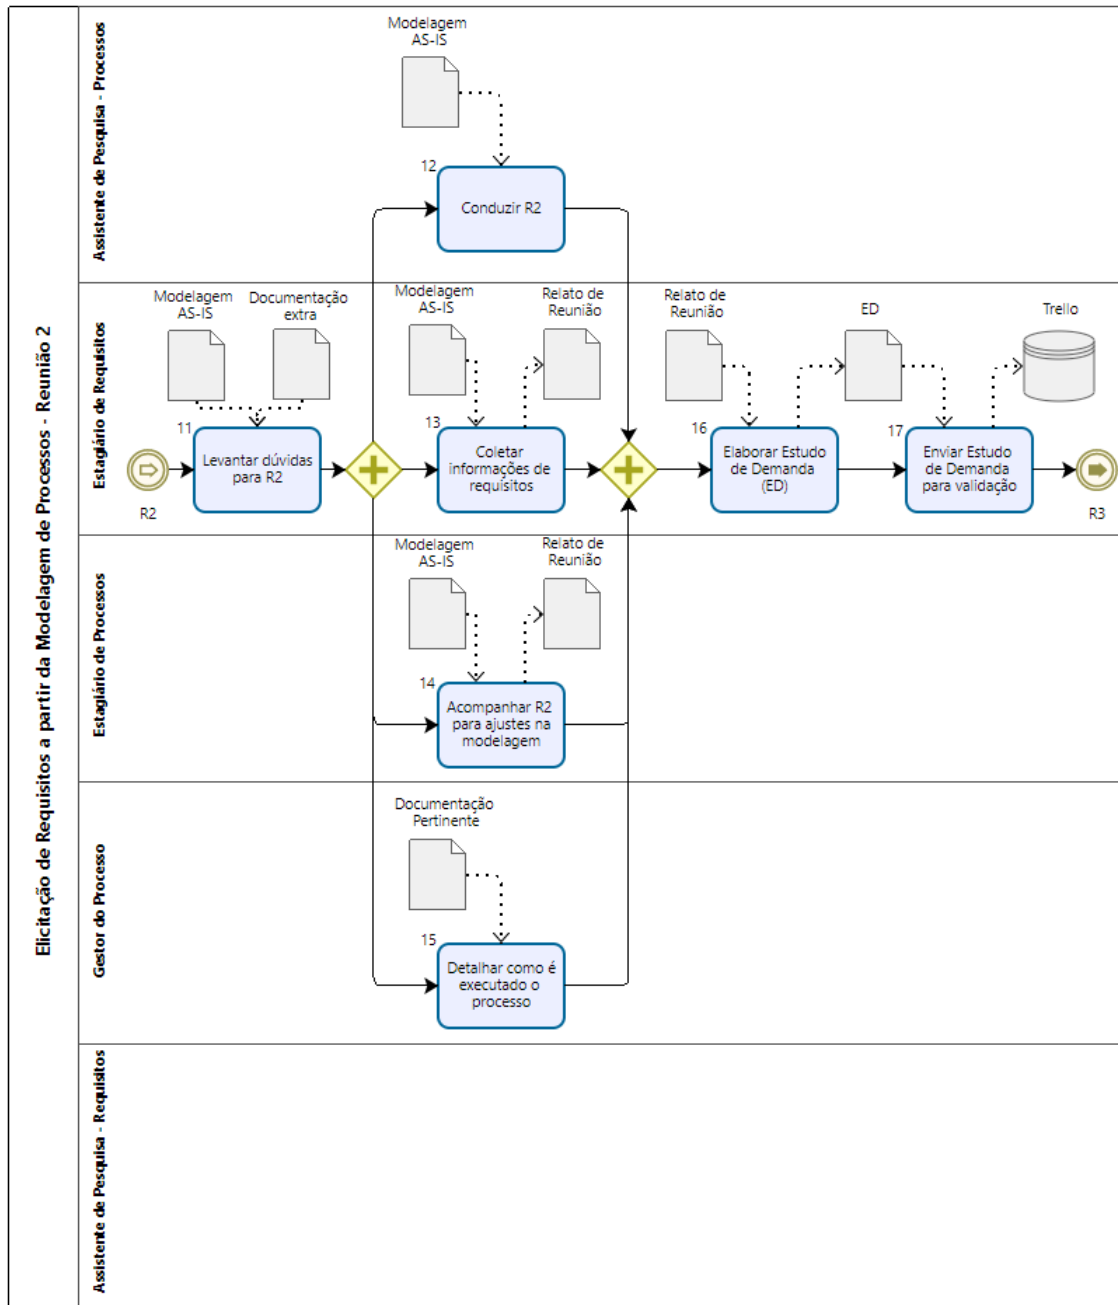 Elicitação de Requisitos a partir da Modelagem de Processos - Reunião 2
Assistente de Pesquisa - Processos
Modelagem
AS-IS
12
Conduzir R2
Estagiário de Requisitos
Modelagem
AS-IS
Documentação
extra
11
Levantar dúvidas
para R2
R2
Modelagem
AS-IS
Relato de
Reunião
13
Coletar
informações de
requisitos
Relato de
Reunião
16
Elaborar Estudo
de Demanda
(ED)
ED
17
Enviar Estudo de
Demanda
para validação
Trello
R3
Estagiário de Processos
Modelagem
AS-IS
Relato de
Reunião
14
Acompanhar R2
para ajustes na
modelagem
Gestor do Processo
Documentação
Pertinente
15
Detalhar como é
executado o
processo
Assistente de Pesquisa - Requisitos